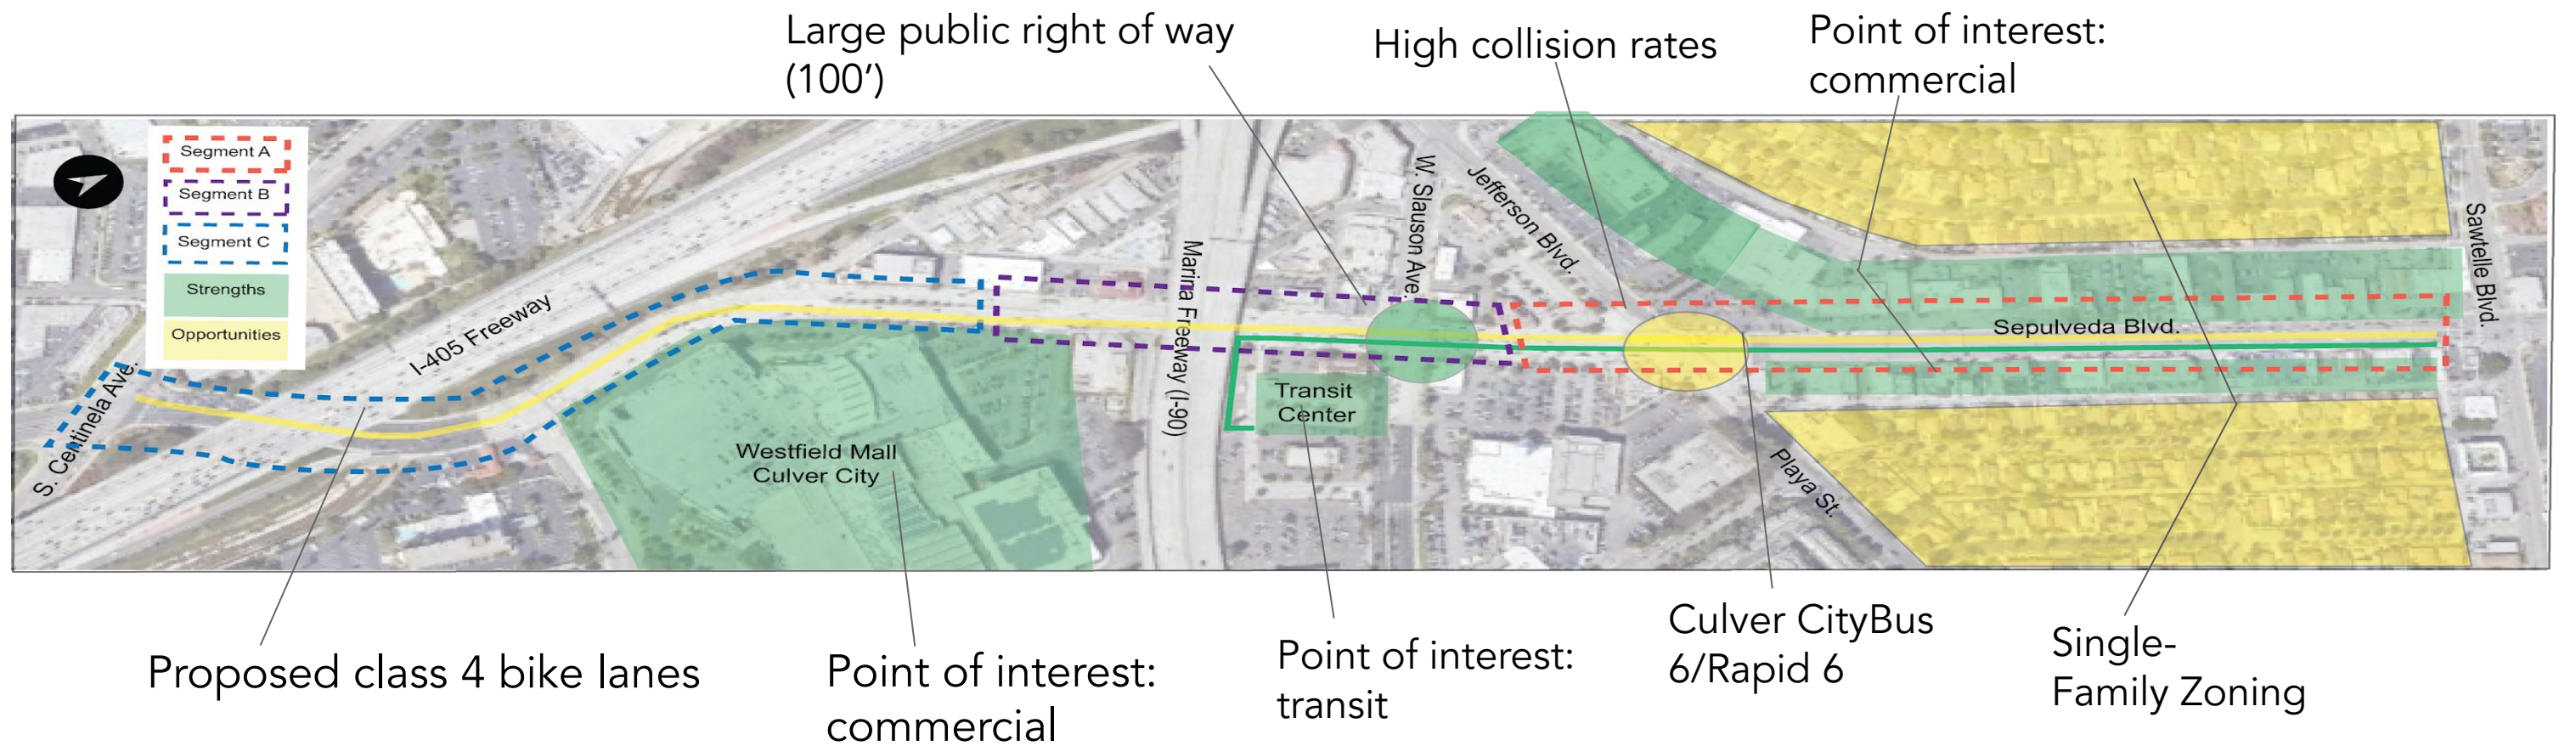 Large public right of way
(100’)
High collision rates
Point of interest:
commercial
Segment A
Segment B
Segment C
Strengths
Opportunities
I-405 Freeway
S. Centinela Ave.
Marina Freeway (I-90)
W. Slauson Ave.
Jefferson Blvd.
Sawtelle Blvd.
Sepulveda Blvd.
Transit
Center
Westfield Mall
Culver City
Playa St.
Proposed class 4 bike lanes
Point of interest:
commercial
Point of interest:
transit
Culver CityBus
6/Rapid 6
Single-
Family Zoning